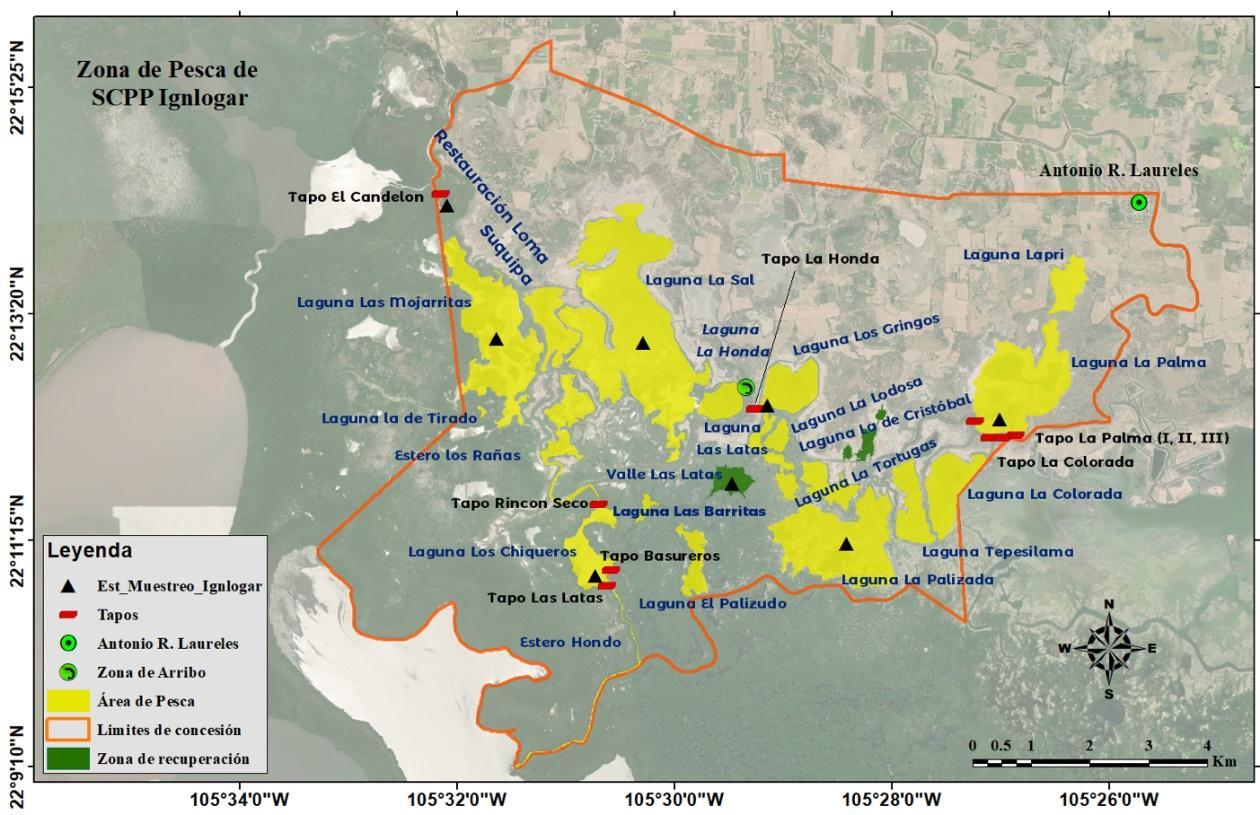 Zona de Pesca de
SCPP Ignlogar
22°15'25"N
22°13'20"N
22°11'15"N
22°9'10"N
Antonio R. Laureles
Tapo El Candelon
Restauración Loma
Suquipa
Tapo La Honda
Laguna Lapri
Laguna La Sal
Laguna Las Mojarritas
Laguna
La Honda
Laguna Los Gringos
Laguna La Palma
Laguna La Lodosa
Laguna La de Cristóbal
Laguna la de Tirado
Laguna
Las Latas
Tapo La Palma (I, II, III)
Estero los Rañas
Laguna La Tortugas
Tapo La Colorada
Valle Las Latas
Laguna La Colorada
Tapo Rincon Seco
Laguna Las Barritas
Laguna Los Chiqueros
Tapo Basureros
Laguna Tepesilama
Laguna La Palizada
Tapo Las Latas
Laguna El Palizudo
Estero Hondo
Leyenda
Est_Muestreo_Ignlogar
Tapos
Antonio R. Laureles
Zona de Arribo
Área de Pesca
Limites de concesión
Zona de recuperación
N
W E
S
0 0.5 1 2 3 4
Km
105°34'0"W 105°32'0"W 105°30'0"W 105°28'0"W 105°26'0"W